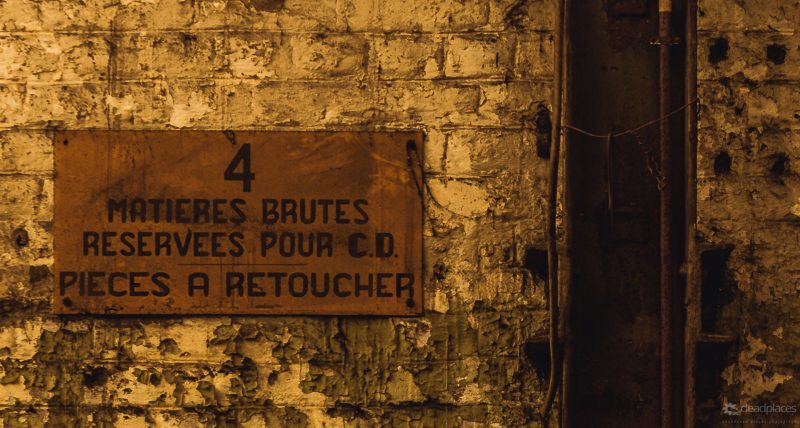 4
MATIERES BRUTES
RESERVEES POUR C.D.
PIECES A RETOUCHER
deadplaces